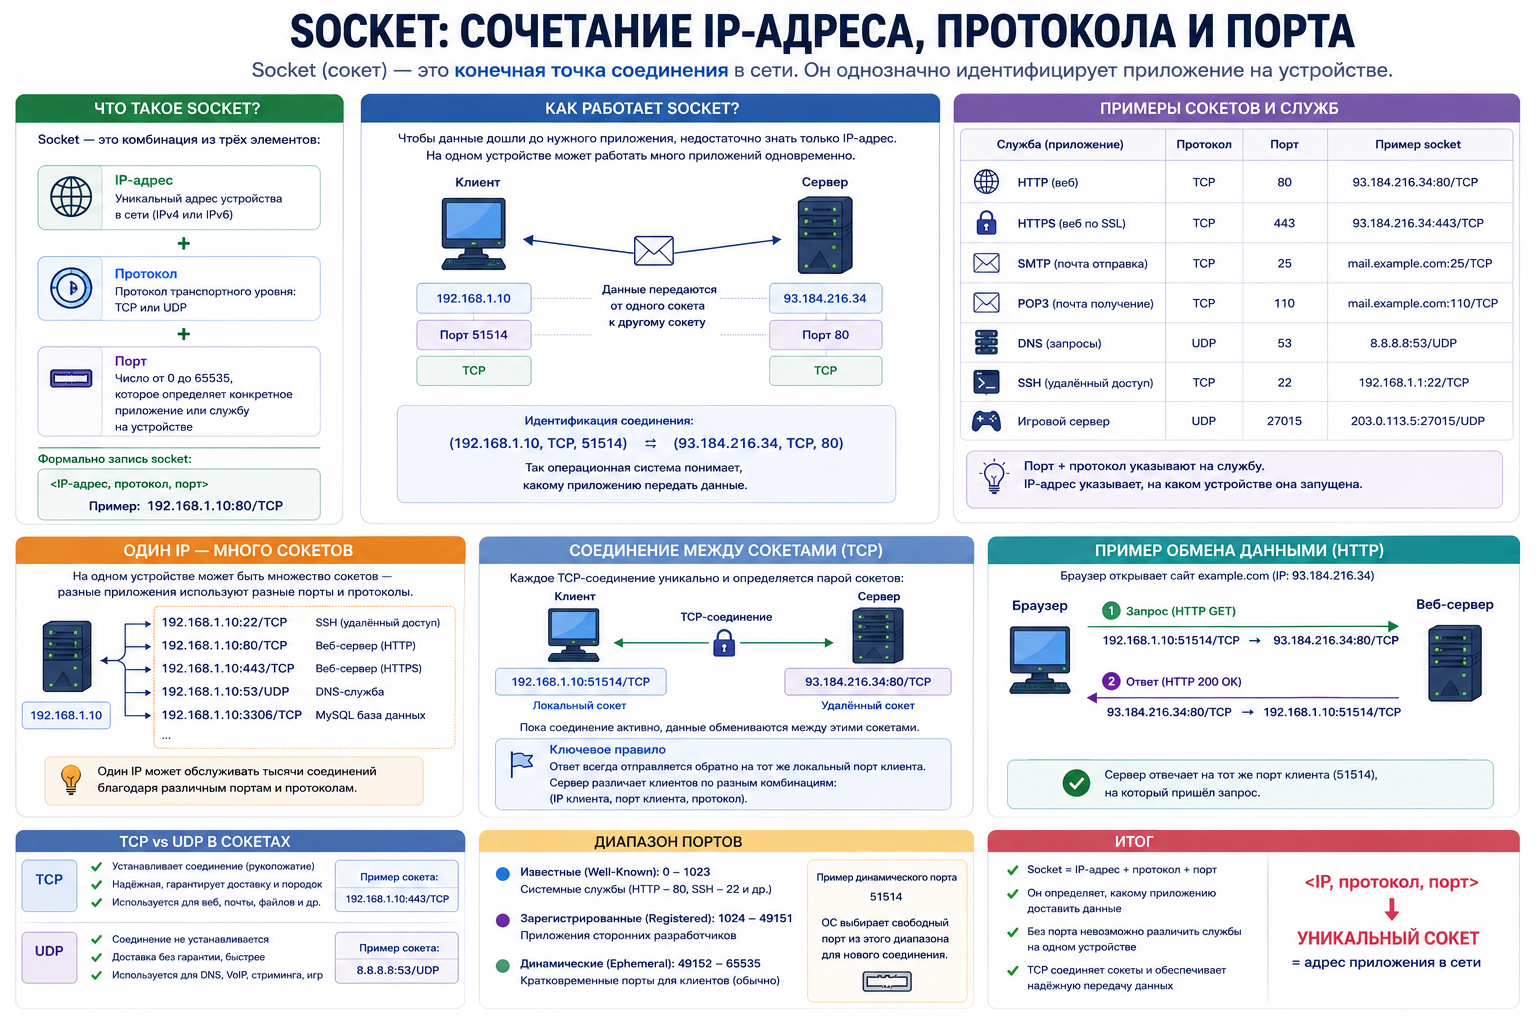 SOCKET: СОЧЕТАНИЕ IP-АДРЕСА, ПРОТОКОЛА И ПОРТА
Socket (сокет) — это конечная точка соединения в сети. Он однозначно идентифицирует приложение на устройстве.
ЧТО ТАКОЕ SOCKET?
Socket — это комбинация из трёх элементов:
IP-адрес
Уникальный адрес устройства
в сети (IPv4 или IPv6)
+
Протокол
Протокол транспортного уровня:
TCP или UDP
+
Порт
Число от 0 до 65535,
которое определяет конкретное
приложение или службу
на устройстве
Формально запись socket:
<IP-адрес, протокол, порт>
Пример: 192.168.1.10:80/TCP
КАК РАБОТАЕТ SOCKET?
Чтобы данные дошли до нужного приложения, недостаточно знать только IP-адрес.
На одном устройстве может работать много приложений одновременно.
Клиент
Сервер
192.168.1.10
Порт 51514
TCP
Данные передаются
от одного сокета
к другому сокету
93.184.216.34
Порт 80
TCP
Идентификация соединения:
(192.168.1.10, TCP, 51514) ⇄ (93.184.216.34, TCP, 80)
Так операционная система понимает,
какому приложению передать данные.
ПРИМЕРЫ СОКЕТОВ И СЛУЖБ
Служба (приложение) Протокол Порт Пример socket
HTTP (веб) TCP 80 93.184.216.34:80/TCP
HTTPS (веб по SSL) TCP 443 93.184.216.34:443/TCP
SMTP (почта отправка) TCP 25 mail.example.com:25/TCP
POP3 (почта получение) TCP 110 mail.example.com:110/TCP
DNS (запросы) UDP 53 8.8.8.8:53/UDP
SSH (удалённый доступ) TCP 22 192.168.1.1:22/TCP
Игровой сервер UDP 27015 203.0.113.5:27015/UDP
Порт + протокол указывают на службу.
IP-адрес указывает, на каком устройстве она запущена.
ОДИН IP — МНОГО СОКЕТОВ
На одном устройстве может быть множество сокетов —
разные приложения используют разные порты и протоколы.
192.168.1.10
192.168.1.10:22/TCP SSH (удалённый доступ)
192.168.1.10:80/TCP Веб-сервер (HTTP)
192.168.1.10:443/TCP Веб-сервер (HTTPS)
192.168.1.10:53/UDP DNS-служба
192.168.1.10:3306/TCP MySQL база данных
...
Один IP может обслуживать тысячи соединений
благодаря различным портам и протоколам.
СОЕДИНЕНИЕ МЕЖДУ СОКЕТАМИ (TCP)
Каждое TCP-соединение уникально и определяется парой сокетов:
Клиент
Сервер
TCP-соединение
192.168.1.10:51514/TCP
Локальный сокет
93.184.216.34:80/TCP
Удалённый сокет
Пока соединение активно, данные обмениваются между этими сокетами.
Ключевое правило
Ответ всегда отправляется обратно на тот же локальный порт клиента.
Сервер различает клиентов по разным комбинациям:
(IP клиента, порт клиента, протокол).
ПРИМЕР ОБМЕНА ДАННЫМИ (HTTP)
Браузер открывает сайт example.com (IP: 93.184.216.34)
Браузер
Веб-сервер
1 Запрос (HTTP GET)
192.168.1.10:51514/TCP → 93.184.216.34:80/TCP
2 Ответ (HTTP 200 OK)
93.184.216.34:80/TCP → 192.168.1.10:51514/TCP
Сервер отвечает на тот же порт клиента (51514),
на который пришёл запрос.
TCP vs UDP В СОКЕТАХ
TCP
Устанавливает соединение (рукопожатие)
Надёжная, гарантирует доставку и породок
Используется для веб, почты, файлов и др.
Пример сокета:
192.168.1.10:443/TCP
UDP
Соединение не устанавливается
Доставка без гарантии, быстрее
Используется для DNS, VoIP, стриминга, игр
Пример сокета:
8.8.8.8:53/UDP
ДИАПАЗОН ПОРТОВ
Известные (Well-Known): 0 – 1023
Системные службы (HTTP – 80, SSH – 22 и др.)
Зарегистрированные (Registered): 1024 – 49151
Приложения сторонних разработчиков
Динамические (Ephemeral): 49152 – 65535
Кратковременные порты для клиентов (обычно)
Пример динамического порта
51514
ОС выбирает свободный
порт из этого диапазона
для нового соединения.
ИТОГ
Socket = IP-адрес + протокол + порт
Он определяет, какому приложению
доставить данные
Без порта невозможно различить службы
на одном устройстве
TCP соединяет сокеты и обеспечивает
надёжную передачу данных
<IP, протокол, порт>
УНИКАЛЬНЫЙ СОКЕТ
= адрес приложения в сети